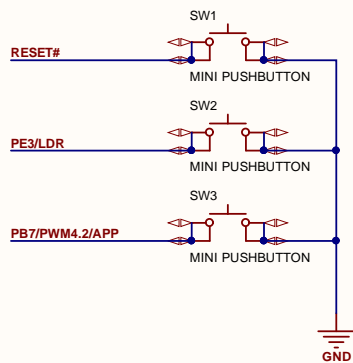 SW1
RESET#
MINI PUSHBUTTON
SW2
PE3/LDR
MINI PUSHBUTTON
SW3
PB7/PWM4.2/APP
MINI PUSHBUTTON
GND